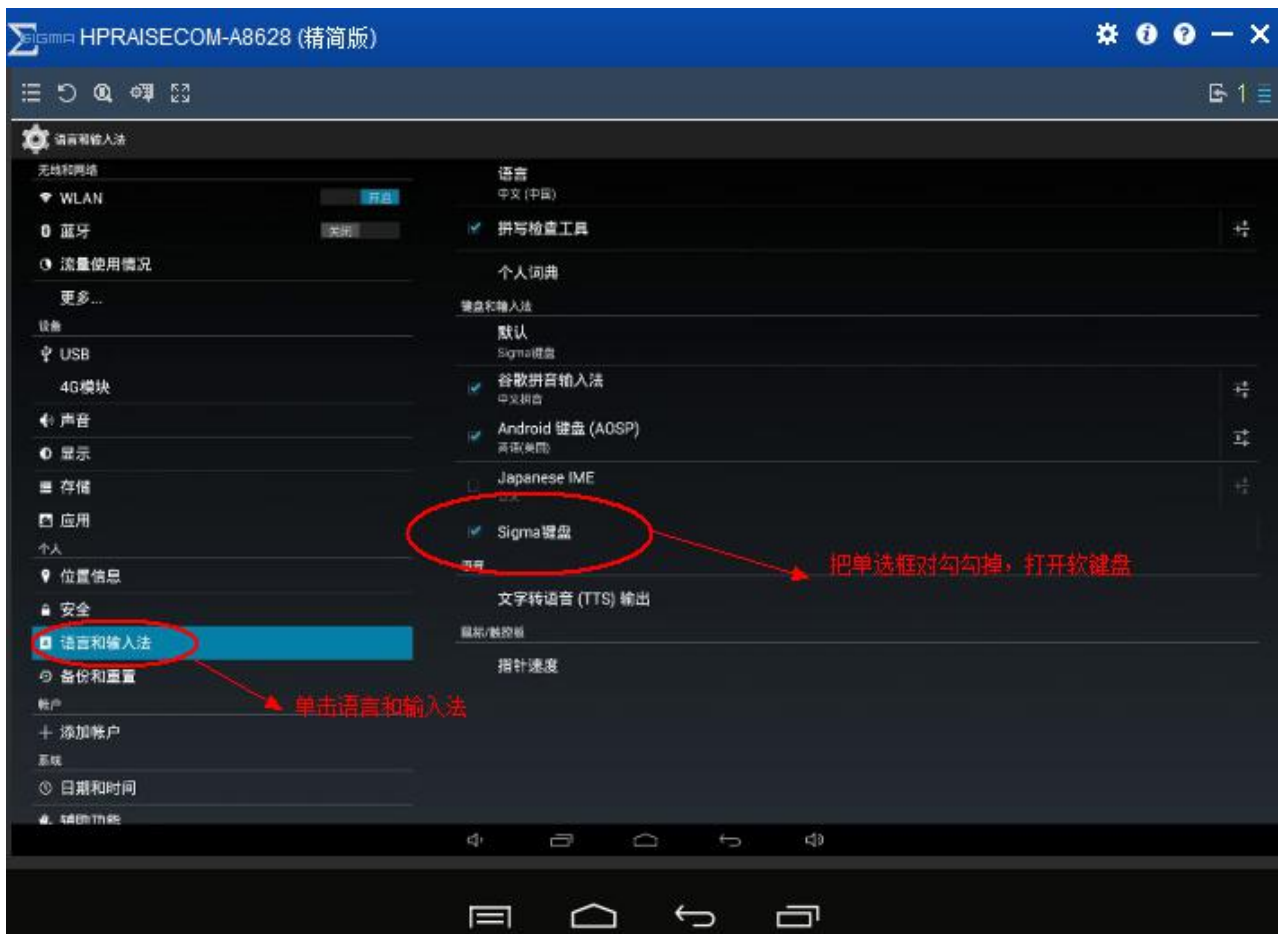 SIGMA HPRAISECOM-A8628 (精简版)
1
语言和输入法
无线和网络
WLAN
开启
蓝牙
关闭
流量使用情况
更多...
设备
USB
4G模块
声音
显示
存储
应用
个人
位置信息
安全
语言和输入法
备份和重置
帐户
添加帐户
系统
日期和时间
辅助功能
语言
中文 (中国)
拼写检查工具
个人词典
键盘和输入法
默认
Sigma键盘
谷歌拼音输入法
中文拼音
Android 键盘 (AOSP)
英语(美国)
Japanese IME
Sigma键盘
语音
文字转语音 (TTS) 输出
鼠标/触控板
指针速度
把单选框对勾勾掉，打开软键盘
单击语言和输入法